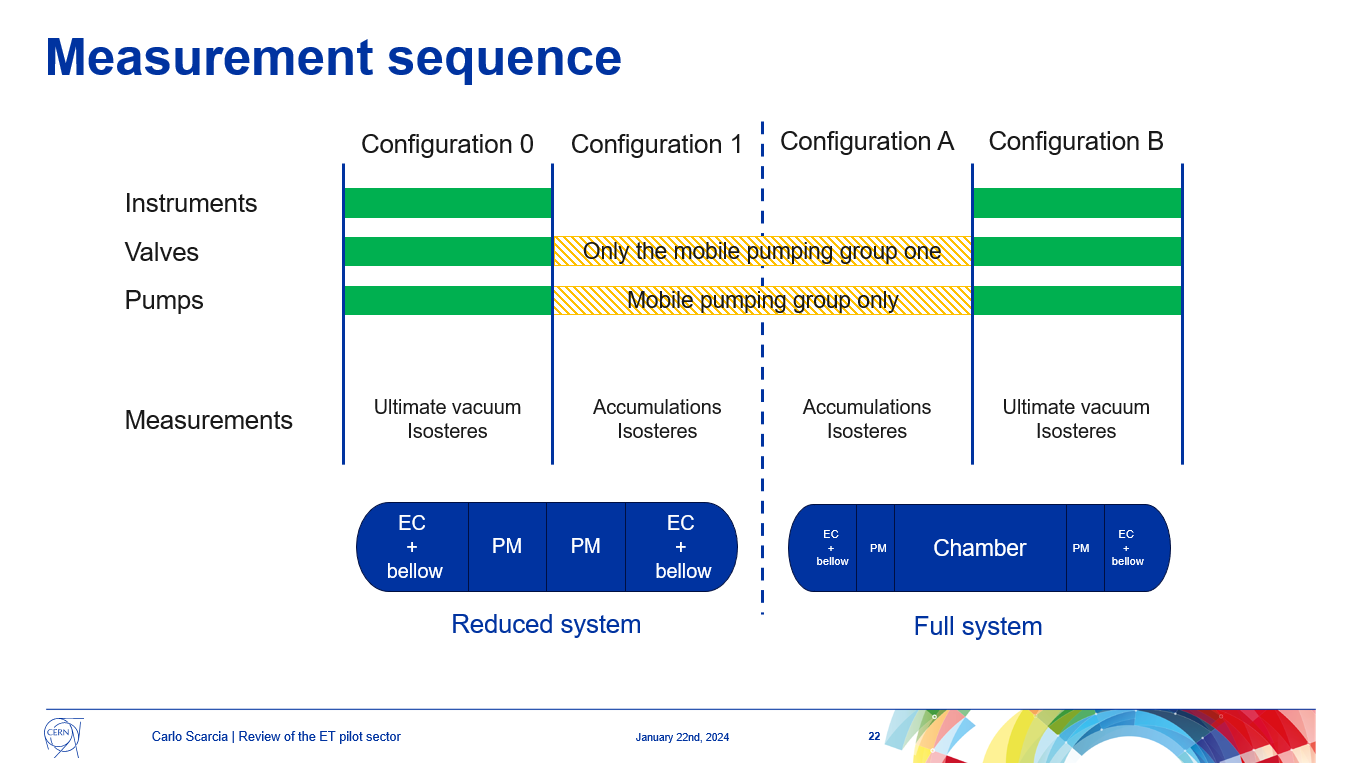 Measurement sequence
Configuration 0
Configuration 1
Configuration A
Configuration B
Instruments
Valves
Only the mobile pumping group one
Pumps
Mobile pumping group only
Measurements
Ultimate vacuum
Isosteres
Accumulations
Isosteres
Accumulations
Isosteres
Ultimate vacuum
Isosteres
EC
+
bellow
PM
PM
EC
+
bellow
EC
+
bellow
PM
Chamber
PM
EC
+
bellow
Reduced system
Full system
CERN
Carlo Scarcia | Review of the ET pilot sector
January 22nd, 2024
22